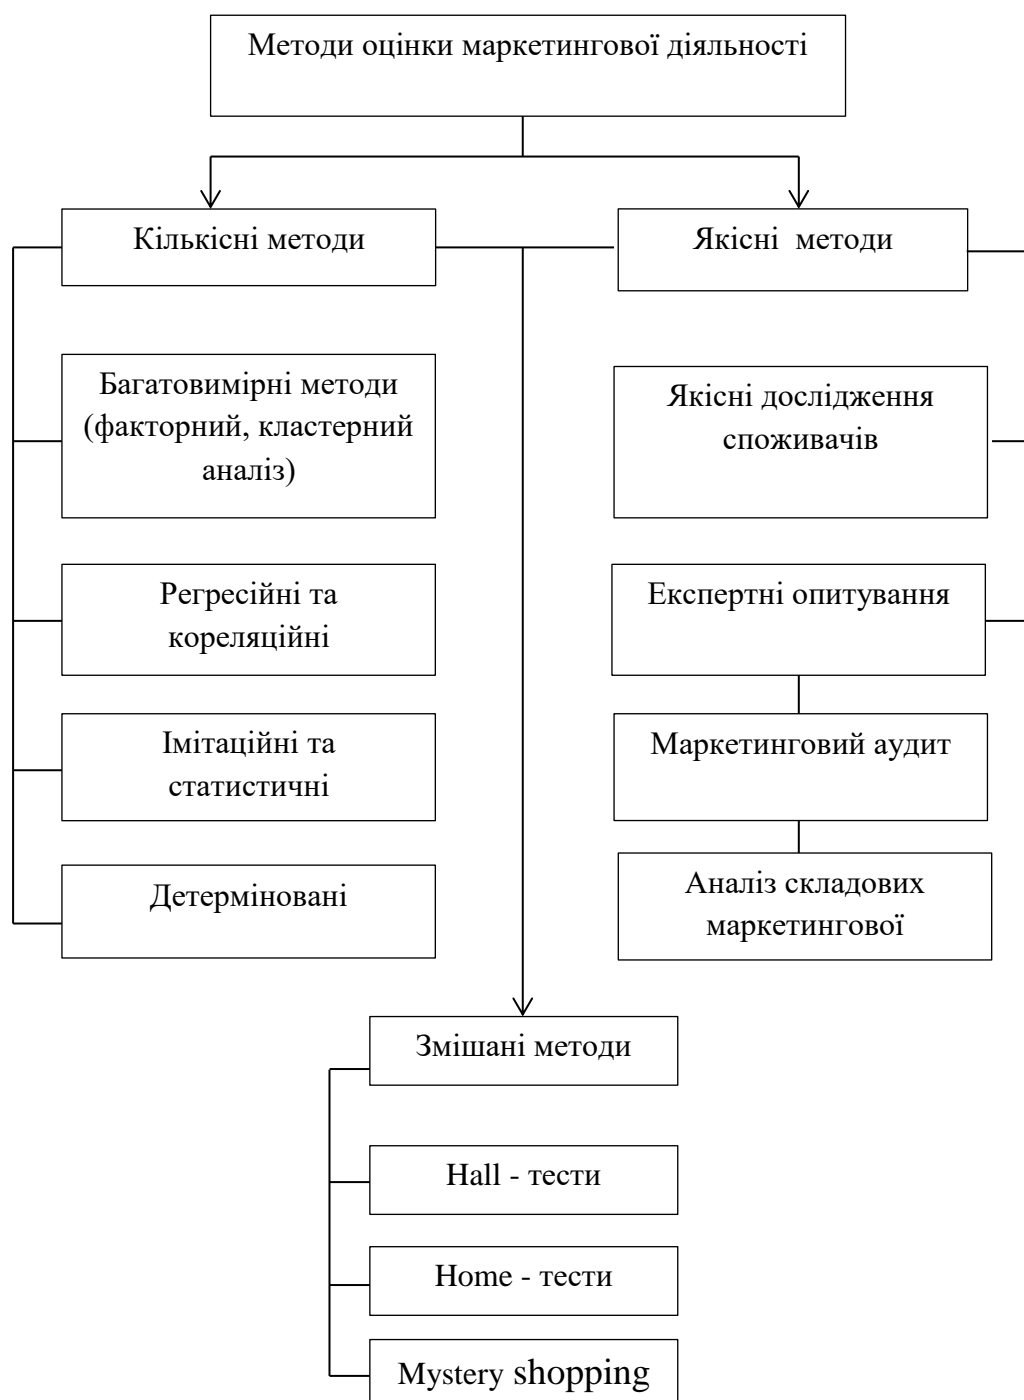 Методи оцінки маркетингової діяльності
Кількісні методи
Якісні методи
Багатовимірні методи
(факторний, кластерний
аналіз)
Якісні дослідження
споживачів
Регресійні та
кореляційні
Експертні опитування
Імітаційні та
статистичні
Маркетинговий аудит
Детерміновані
Аналіз складових
маркетингової
Змішані методи
Hall - тести
Home - тести
Mystery shopping